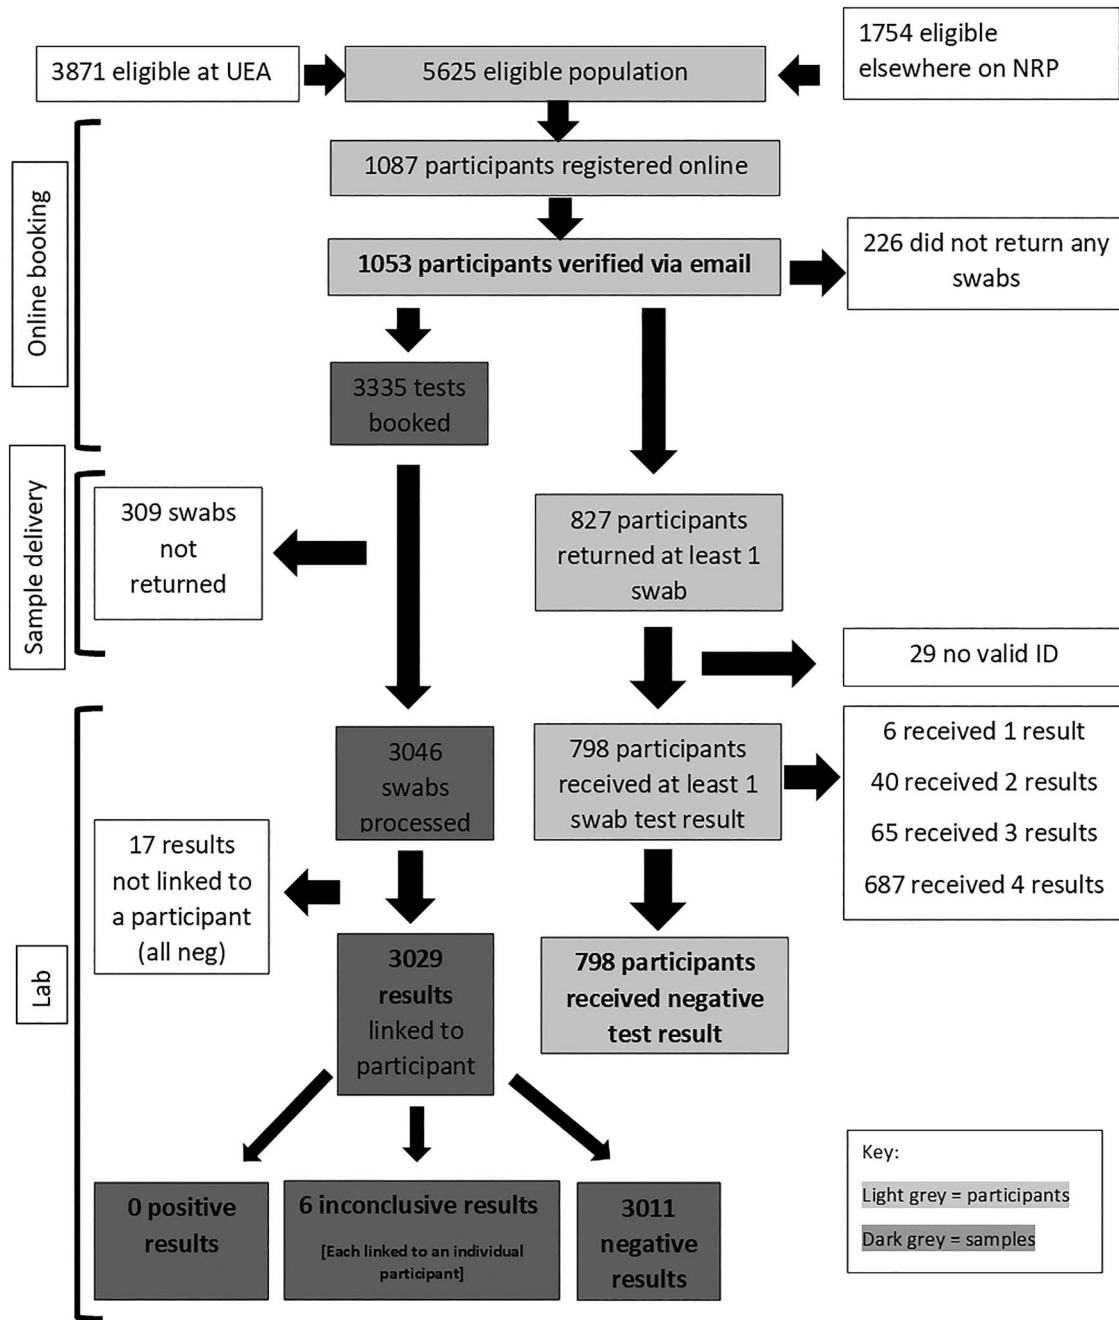 3871 eligible at UEA
5625 eligible population
1754 eligible
elsewhere on NRP
Online booking
1087 participants registered online
1053 participants verified via email
226 did not return any
swabs
3335 tests
booked
Sample delivery
309 swabs
not
returned
827 participants
returned at least 1
swab
29 no valid ID
Lab
3046
swabs
processed
798 participants
received at least 1
swab test result
6 received 1 result
40 received 2 results
65 received 3 results
687 received 4 results
17 results
not linked to
a participant
(all neg)
3029
results
linked to
participant
798 participants
received negative
test result
0 positive
results
6 inconclusive results
[Each linked to an individual
participant]
3011
negative
results
Key:
Light grey = participants
Dark grey = samples